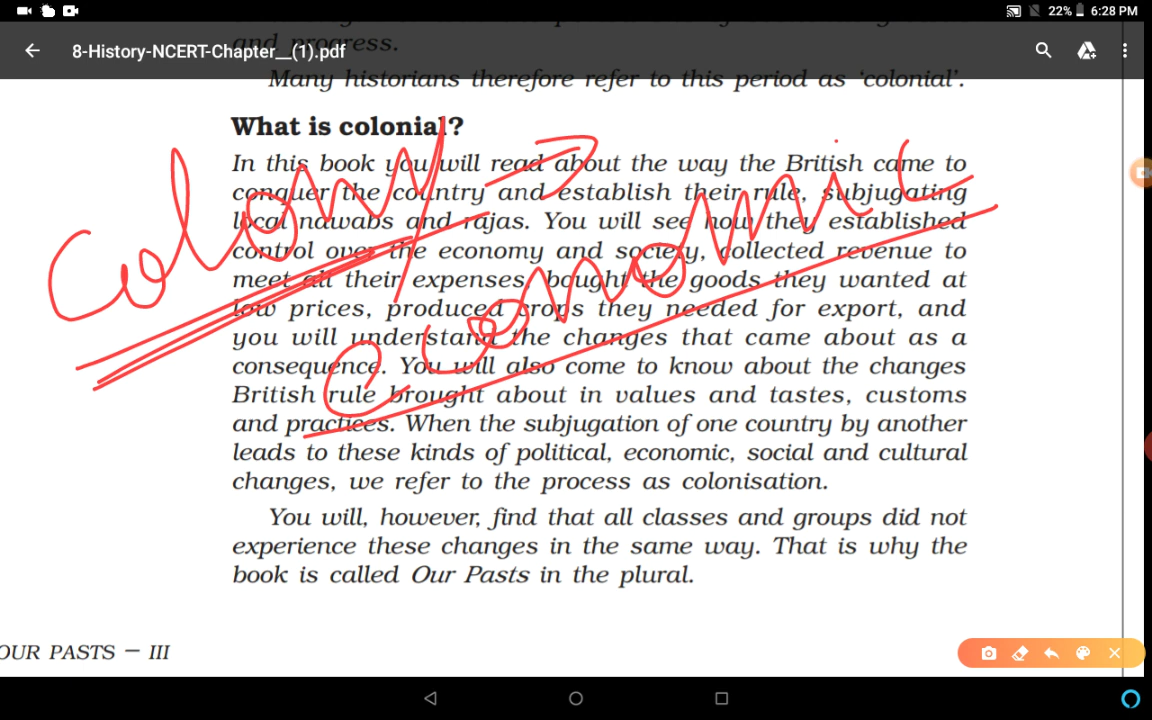 22% 6:28 PM
8-History-NCERT-Chapter__(1).pdf
and progress.
Many historians therefore refer to this period as ‘colonial’.
What is colonial?
In this book you will read about the way the British came to
conquer the country and establish their rule, subjugating
local nawabs and rajas. You will see how they established
control over the economy and society, collected revenue to
meet all their expenses, bought the goods they wanted at
low prices, produced crops they needed for export, and
you will understand the changes that came about as a
consequence. You will also come to know about the changes
British rule brought about in values and tastes, customs
and practices. When the subjugation of one country by another
leads to these kinds of political, economic, social and cultural
changes, we refer to the process as colonisation.
You will, however, find that all classes and groups did not
experience these changes in the same way. That is why the
book is called Our Pasts in the plural.
OUR PASTS – III
Colony →
economic